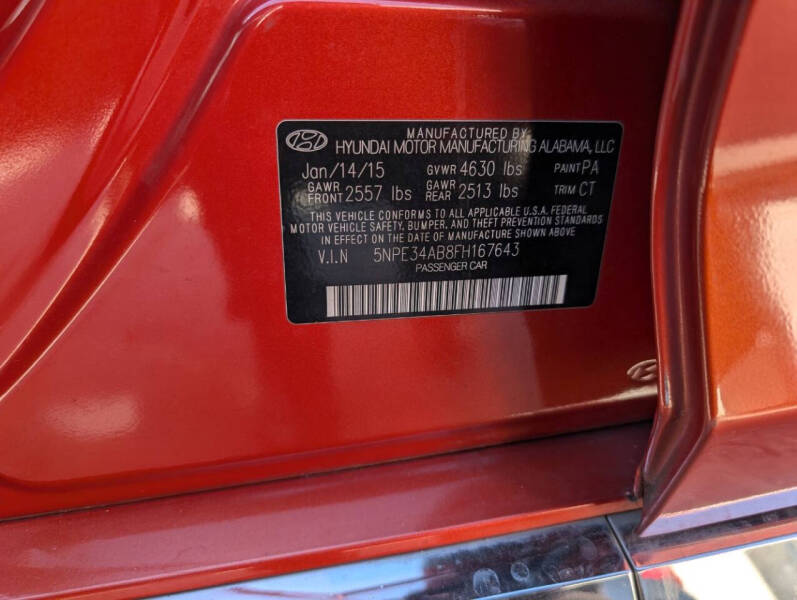 MANUFACTURED BY
HYUNDAI MOTOR MANUFACTURING ALABAMA, LLC
Jan/14/15 GVWR 4630 lbs PAINT PA
GAWR FRONT 2557 lbs GAWR REAR 2513 lbs TRIM CT
THIS VEHICLE CONFORMS TO ALL APPLICABLE U.S.A. FEDERAL
MOTOR VEHICLE SAFETY, BUMPER, AND THEFT PREVENTION STANDARDS
IN EFFECT ON THE DATE OF MANUFACTURE SHOWN ABOVE
V.I.N 5NPE34AB8FH167643
PASSENGER CAR